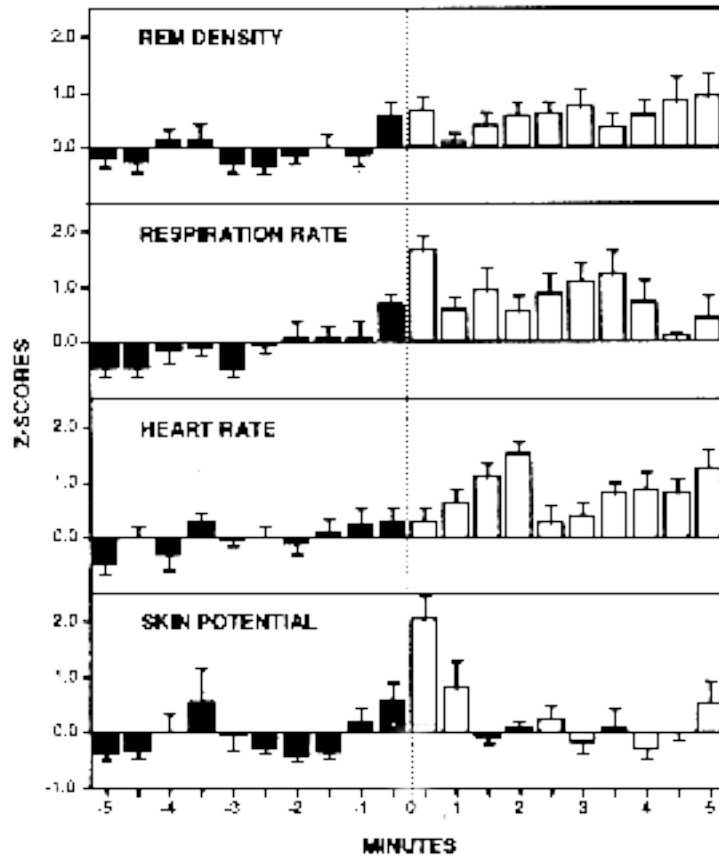 REM DENSITY
2.0
1.0
0.0
RESPIRATION RATE
2.0
1.0
0.0
Z-SCORES
HEART RATE
2.0
1.0
0.0
SKIN POTENTIAL
2.0
1.0
0.0
-1.0
-5 -4 -3 -2 -1 0 1 2 3 4 5
MINUTES